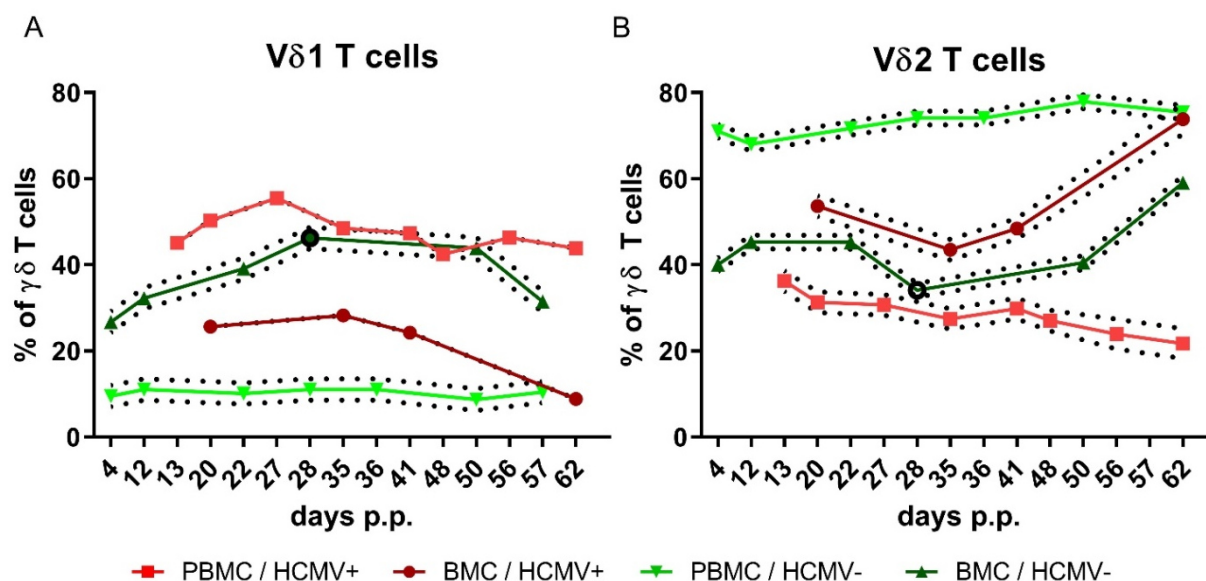 A
Vδ1 T cells
% of γδ T cells
80
60
40
20
0
4 12 13 20 22 27 28 35 36 41 48 50 56 57 62
days p.p.
B
Vδ2 T cells
% of γδ T cells
80
60
40
20
0
4 12 13 20 22 27 28 35 36 41 48 50 56 57 62
days p.p.
PBMC / HCMV+ BMC / HCMV+ PBMC / HCMV- BMC / HCMV-